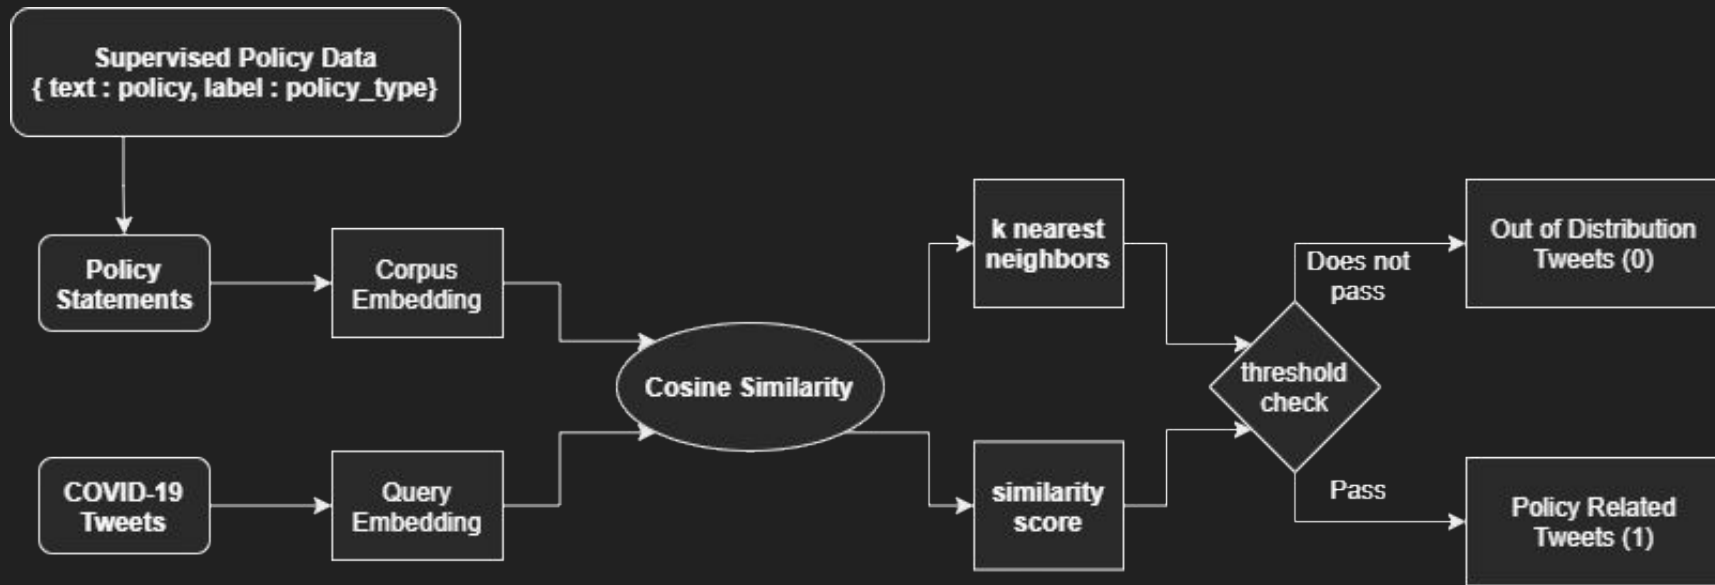 Supervised Policy Data
{ text : policy, label : policy_type}
Policy
Statements
Corpus
Embedding
COVID-19
Tweets
Query
Embedding
Cosine Similarity
k nearest
neighbors
similarity
score
threshold
check
Does not
pass
Pass
Out of Distribution
Tweets (0)
Policy Related
Tweets (1)